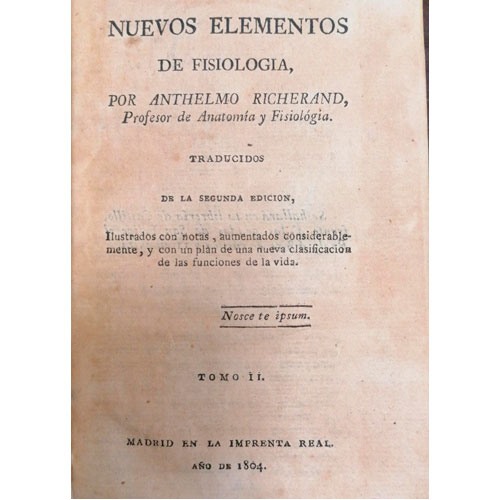 NUEVOS ELEMENTOS
DE FISIOLOGIA,
POR ANTHELMO RICHERAND,
Profesor de Anatomía y Fisiológia.
TRADUCIDOS
DE LA SEGUNDA EDICION,
Ilustrados con notas, aumentados considerable-
mente, y con un plan de una nueva clasificacion
de las funciones de la vida.
Nosce te ipsum.
TOMO II.
MADRID EN LA IMPRENTA REAL.
AÑO DE 1804.